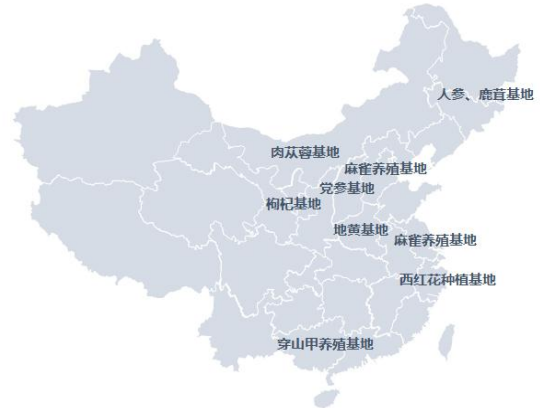 人参、鹿茸基地
肉苁蓉基地
麻雀养殖基地
党参基地
枸杞基地
地黄基地
麻雀养殖基地
西红花种植基地
穿山甲养殖基地